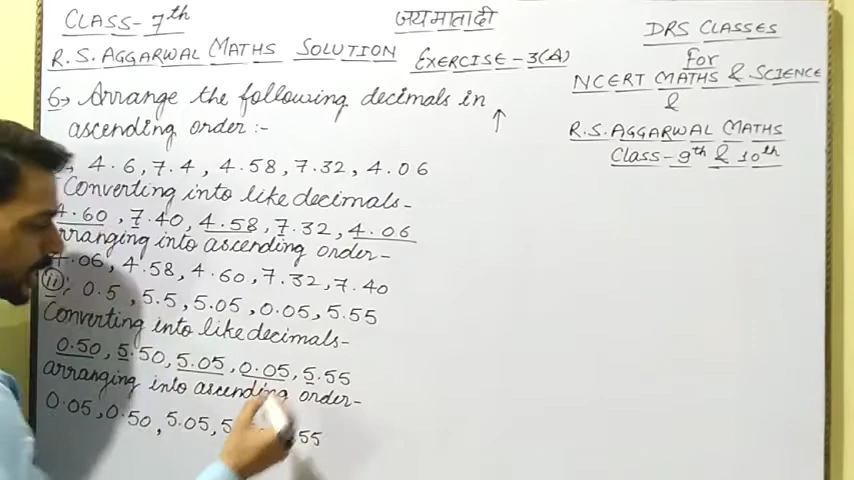 CLASS- 7th
जय माता दी
R.S. AGGARWAL MATHS SOLUTION EXERCISE-3(A)
6→ Arrange the following decimals in
ascending order :-
4.6, 7.4, 4.58, 7.32, 4.06
Converting into like decimals-
4.60, 7.40, 4.58, 7.32, 4.06
arranging into ascending order-
4.06, 4.58, 4.60, 7.32, 7.40
(ii); 0.5, 5.5, 5.05, 0.05, 5.55
Converting into like decimals-
0.50, 5.50, 5.05, 0.05, 5.55
arranging into ascending order-
0.05, 0.50, 5.05, 5 55
DRS CLASSES
For
NCERT MATHS & SCIENCE
&
R.S. AGGARWAL MATHS
Class-9th & 10th